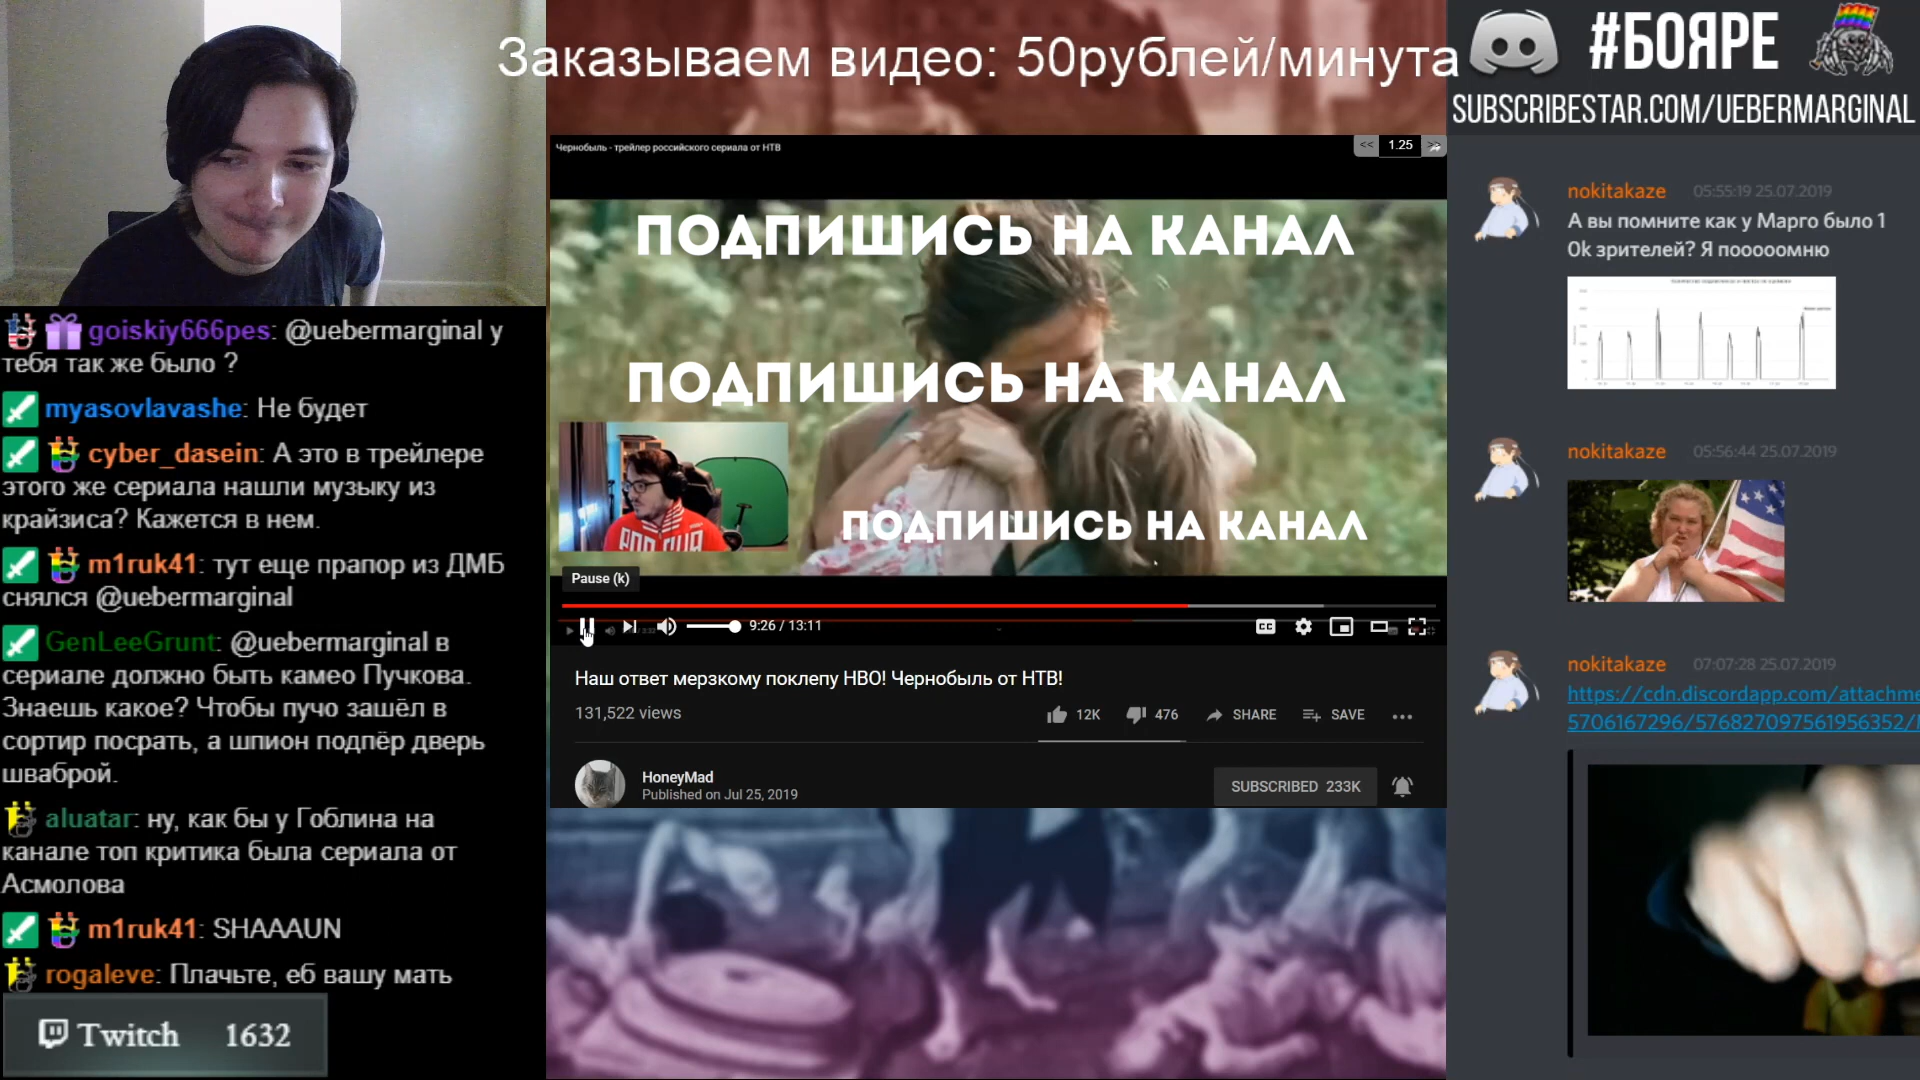 Заказываем видео: 50рублей/минута
#БОЯРЕ
SUBSCRIBESTAR.COM/UEBERMARGINAL
goiskiy666pes: @uebermarginal у
тебя так же было ?
myasovlavashe: Не будет
cyber_dasein: А это в трейлере
этого же сериала нашли музыку из
крайзиса? Кажется в нем.
m1ruk41: тут еще прапор из ДМБ
снялся @uebermarginal
GenLeeGrunt: @uebermarginal в
сериале должно быть камео Пучкова.
Знаешь какое? Чтобы пучо зашёл в
сортир посрать, а шпион подпёр дверь
шваброй.
aluatar: ну, как бы у Гоблина на
канале топ критика была сериала от
Асмолова
m1ruk41: SHAAAUN
rogaleve: Плачьте, еб вашу мать
Twitch 1632
Чернобыль - трейлер российского сериала от НТВ
<< 1.25 >>
ПОДПИШИСЬ НА КАНАЛ
ПОДПИШИСЬ НА КАНАЛ
ПОДПИШИСЬ НА КАНАЛ
Pause (k)
9:26 / 13:11
CC
Наш ответ мерзкому поклепу HBO! Чернобыль от НТВ!
131,522 views
12K 476 SHARE SAVE
HoneyMad
Published on Jul 25, 2019
SUBSCRIBED 233K
nokitakaze 05:55:19 25.07.2019
А вы помните как у Марго было 1
0k зрителей? Я пооооомню
nokitakaze 05:56:44 25.07.2019
nokitakaze 07:07:28 25.07.2019
https://cdn.discordapp.com/attachme
5706167296/576827097561956352/